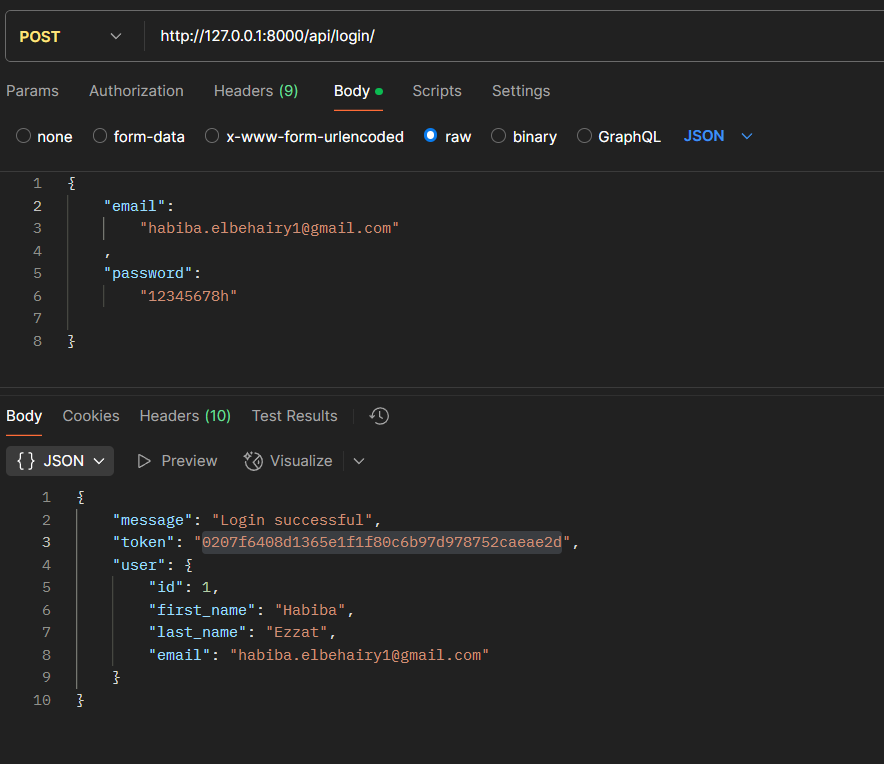 POST http://127.0.0.1:8000/api/login/
Params Authorization Headers (9) Body Scripts Settings
none form-data x-www-form-urlencoded raw binary GraphQL JSON
1 {
2 "email":
3 "habiba.elbehairy1@gmail.com"
4 ,
5 "password":
6 "12345678h"
7
8 }
Body Cookies Headers (10) Test Results
{} JSON Preview Visualize
1 {
2 "message": "Login successful",
3 "token": "0207f6408d1365e1f1f80c6b97d978752caeae2d",
4 "user": {
5 "id": 1,
6 "first_name": "Habiba",
7 "last_name": "Ezzat",
8 "email": "habiba.elbehairy1@gmail.com"
9 }
10 }